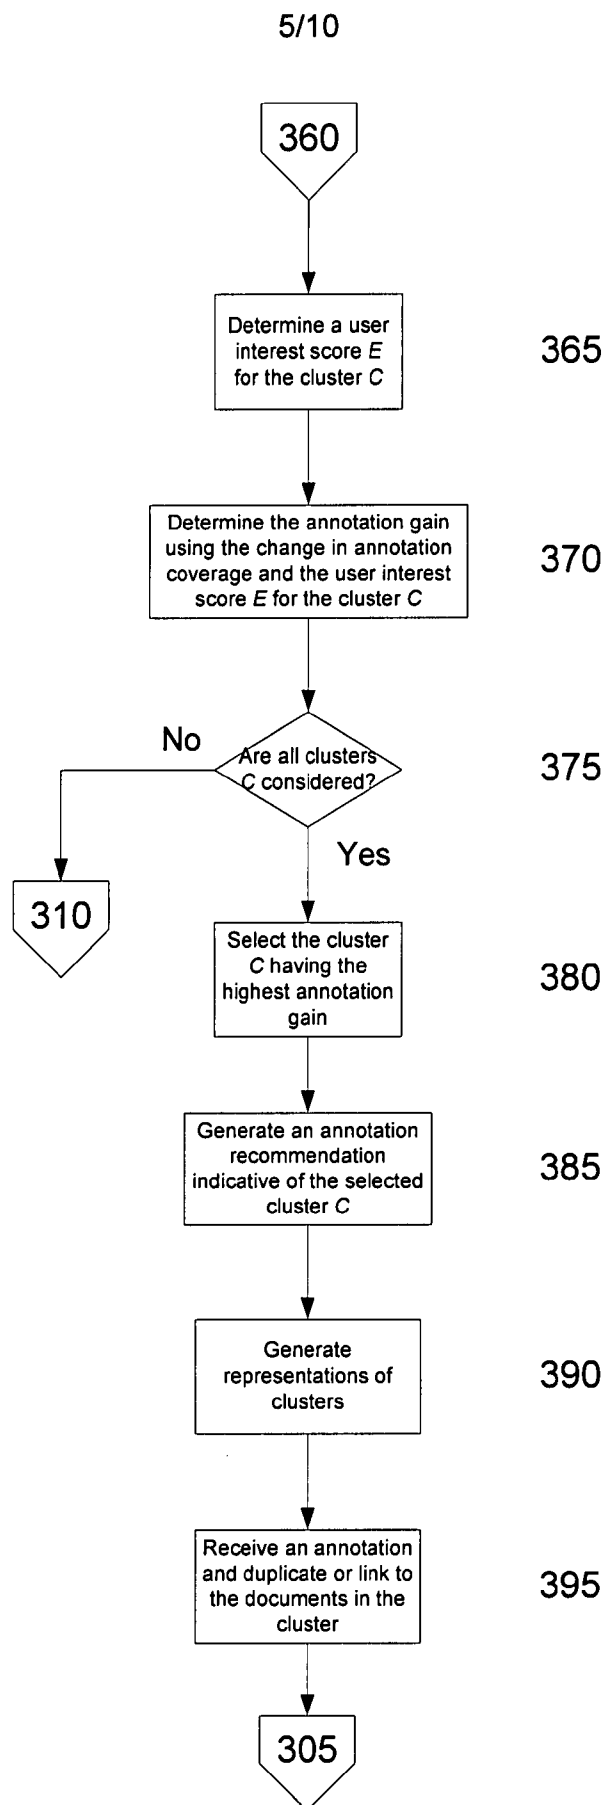 5/10
360
Determine a user
interest score E
for the cluster C
365
Determine the annotation gain
using the change in annotation
coverage and the user interest
score E for the cluster C
370
No
Are all clusters
C considered?
375
Yes
310
Select the cluster
C having the
highest annotation
gain
380
Generate an annotation
recommendation
indicative of the selected
cluster C
385
Generate
representations of
clusters
390
Receive an annotation
and duplicate or link to
the documents in the
cluster
395
305